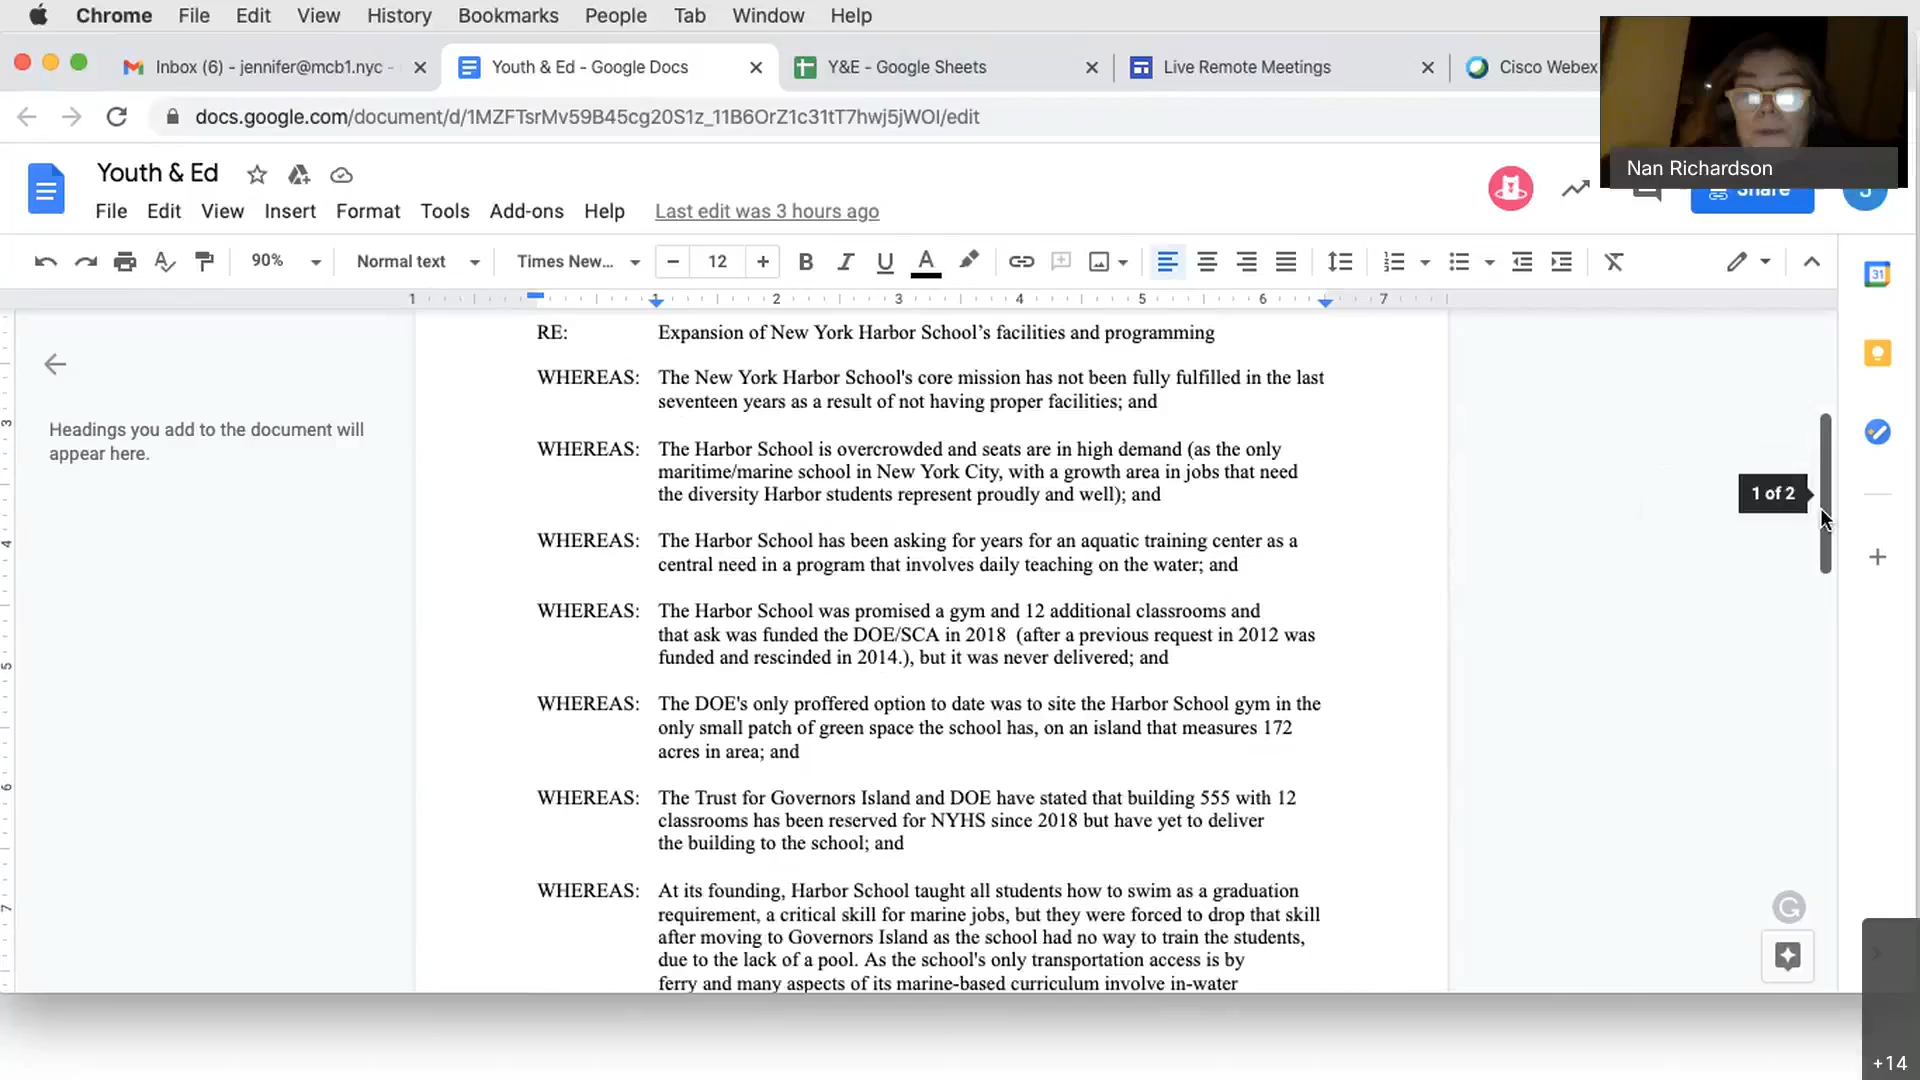 Chrome File Edit View History Bookmarks People Tab Window Help
Inbox (6) - jennifer@mcb1.nyc -
Youth & Ed - Google Docs
Y&E - Google Sheets
Live Remote Meetings
Cisco Webex
docs.google.com/document/d/1MZFTsrMv59B45cg20S1z_11B6OrZ1c31tT7hwj5jWOI/edit
Nan Richardson
Youth & Ed
Share
File Edit View Insert Format Tools Add-ons Help Last edit was 3 hours ago
90% Normal text Times New... 12 B I U A
1 1 2 3 4 5 6 7
31
Headings you add to the document will
appear here.
3
4
5
6
7
RE: Expansion of New York Harbor School’s facilities and programming
WHEREAS: The New York Harbor School's core mission has not been fully fulfilled in the last
seventeen years as a result of not having proper facilities; and
WHEREAS: The Harbor School is overcrowded and seats are in high demand (as the only
maritime/marine school in New York City, with a growth area in jobs that need
the diversity Harbor students represent proudly and well); and
1 of 2
WHEREAS: The Harbor School has been asking for years for an aquatic training center as a
central need in a program that involves daily teaching on the water; and
WHEREAS: The Harbor School was promised a gym and 12 additional classrooms and
that ask was funded the DOE/SCA in 2018 (after a previous request in 2012 was
funded and rescinded in 2014.), but it was never delivered; and
WHEREAS: The DOE's only proffered option to date was to site the Harbor School gym in the
only small patch of green space the school has, on an island that measures 172
acres in area; and
WHEREAS: The Trust for Governors Island and DOE have stated that building 555 with 12
classrooms has been reserved for NYHS since 2018 but have yet to deliver
the building to the school; and
WHEREAS: At its founding, Harbor School taught all students how to swim as a graduation
requirement, a critical skill for marine jobs, but they were forced to drop that skill
after moving to Governors Island as the school had no way to train the students,
due to the lack of a pool. As the school's only transportation access is by
ferry and many aspects of its marine-based curriculum involve in-water
+14